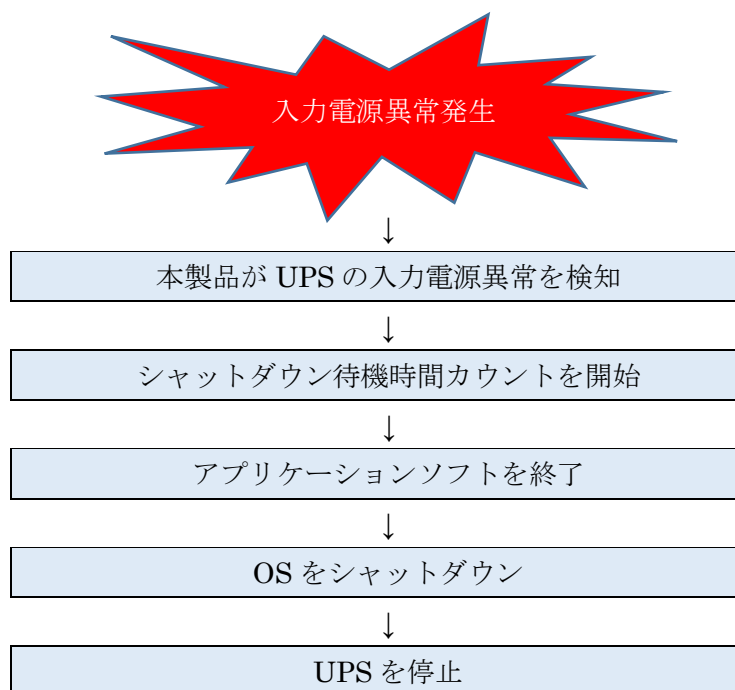 入力電源異常発生
↓
本製品が UPS の入力電源異常を検知
↓
シャットダウン待機時間カウントを開始
↓
アプリケーションソフトを終了
↓
OS をシャットダウン
↓
UPS を停止